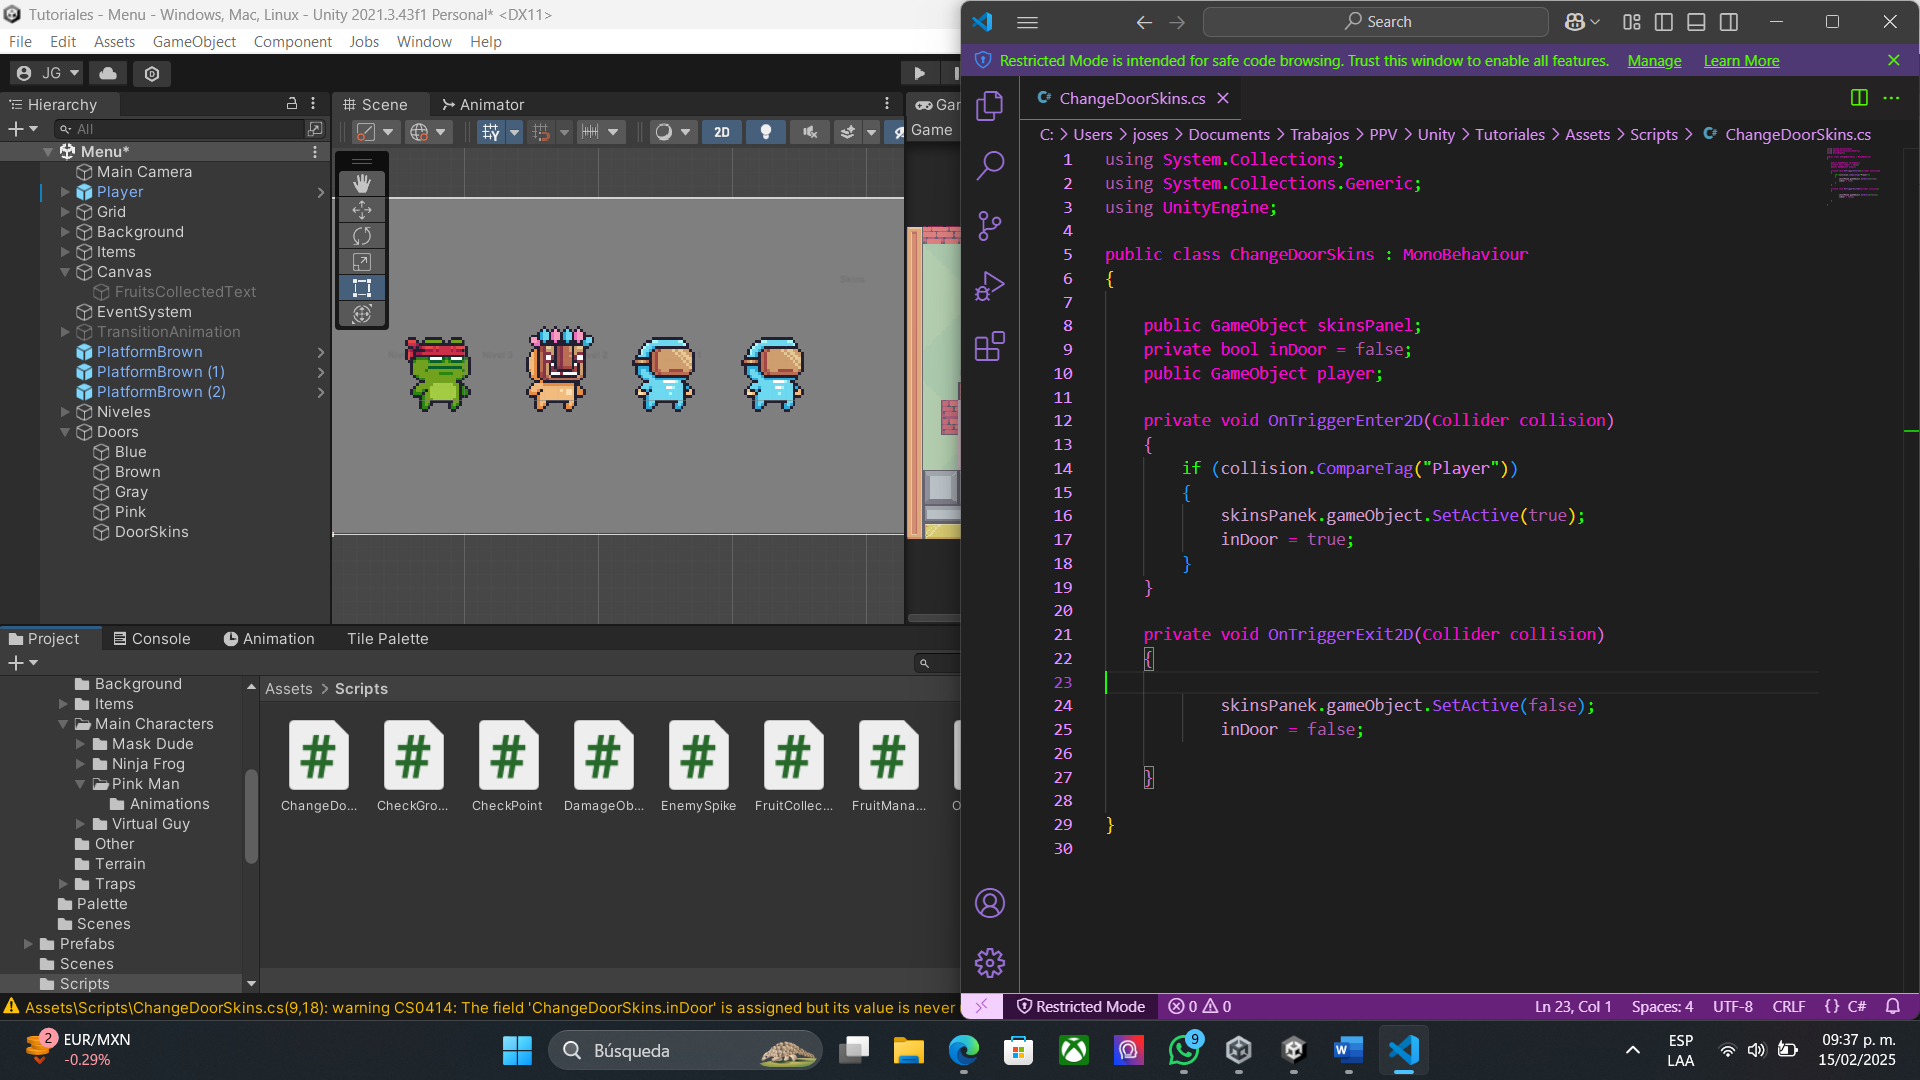 Tutoriales - Menu - Windows, Mac, Linux - Unity 2021.3.43f1 Personal* <DX11>
File Edit Assets GameObject Component Jobs Window Help
JG
Hierarchy
All
Menu*
Main Camera
Player
Grid
Background
Items
Canvas
FruitsCollectedText
EventSystem
TransitionAnimation
PlatformBrown
PlatformBrown (1)
PlatformBrown (2)
Niveles
Doors
Blue
Brown
Gray
Pink
DoorSkins
Scene Animator
2D
Gam
Game
Skins
Project Console Animation Tile Palette
Background
Items
Main Characters
Mask Dude
Ninja Frog
Pink Man
Animations
Virtual Guy
Other
Terrain
Traps
Palette
Scenes
Prefabs
Scenes
Scripts
Assets > Scripts
ChangeDo...
CheckGro...
CheckPoint
DamageOb...
EnemySpike
FruitCollec...
FruitMana...
Assets\Scripts\ChangeDoorSkins.cs(9,18): warning CS0414: The field 'ChangeDoorSkins.inDoor' is assigned but its value is never
Search
Restricted Mode is intended for safe code browsing. Trust this window to enable all features. Manage Learn More
ChangeDoorSkins.cs
C: > Users > joses > Documents > Trabajos > PPV > Unity > Tutoriales > Assets > Scripts > ChangeDoorSkins.cs
1 using System.Collections;
2 using System.Collections.Generic;
3 using UnityEngine;
4
5 public class ChangeDoorSkins : MonoBehaviour
6 {
7
8 public GameObject skinsPanel;
9 private bool inDoor = false;
10 public GameObject player;
11
12 private void OnTriggerEnter2D(Collider collision)
13 {
14 if (collision.CompareTag("Player"))
15 {
16 skinsPanek.gameObject.SetActive(true);
17 inDoor = true;
18 }
19 }
20
21 private void OnTriggerExit2D(Collider collision)
22 {
23
24 skinsPanek.gameObject.SetActive(false);
25 inDoor = false;
26
27 }
28
29 }
30
Restricted Mode 0 0 Ln 23, Col 1 Spaces: 4 UTF-8 CRLF {} C#
2
EUR/MXN
-0.29%
Búsqueda
9
ESP
LAA
09:37 p. m.
15/02/2025